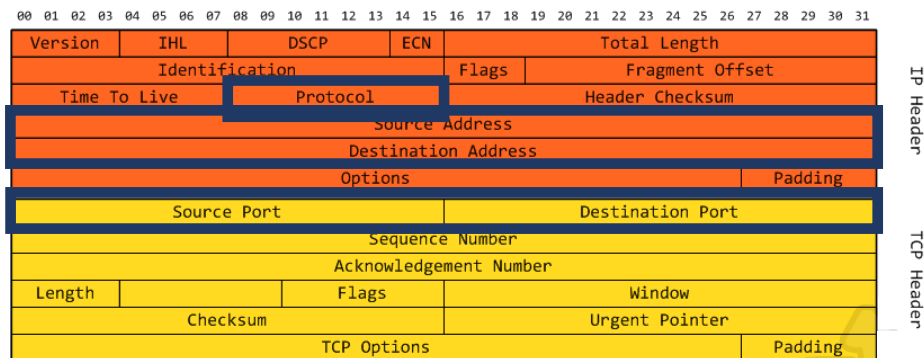 00 01 02 03 04 05 06 07 08 09 10 11 12 13 14 15 16 17 18 19 20 21 22 23 24 25 26 27 28 29 30 31
Version IHL DSCP ECN Total Length
Identification Flags Fragment Offset
Time To Live Protocol Header Checksum
Source Address
Destination Address
Options Padding
IP Header
Source Port Destination Port
Sequence Number
Acknowledgement Number
Length Flags Window
Checksum Urgent Pointer
TCP Options Padding
TCP Header